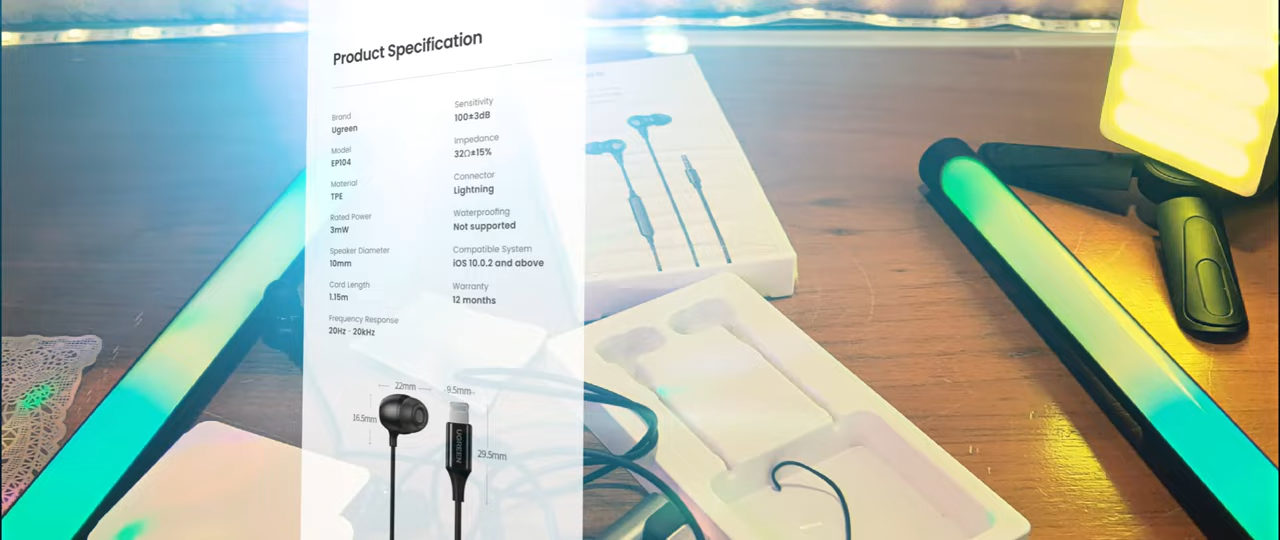 Product Specification
Brand
Ugreen
Model
EP104
Material
TPE
Rated Power
3mW
Speaker Diameter
10mm
Cord Length
1.15m
Frequency Response
20Hz - 20kHz
Sensitivity
100±3dB
Impedance
32Ω±15%
Connector
Lightning
Waterproofing
Not supported
Compatible System
iOS 10.0.2 and above
Warranty
12 months
22mm
9.5mm
16.5mm
29.5mm
UGREEN